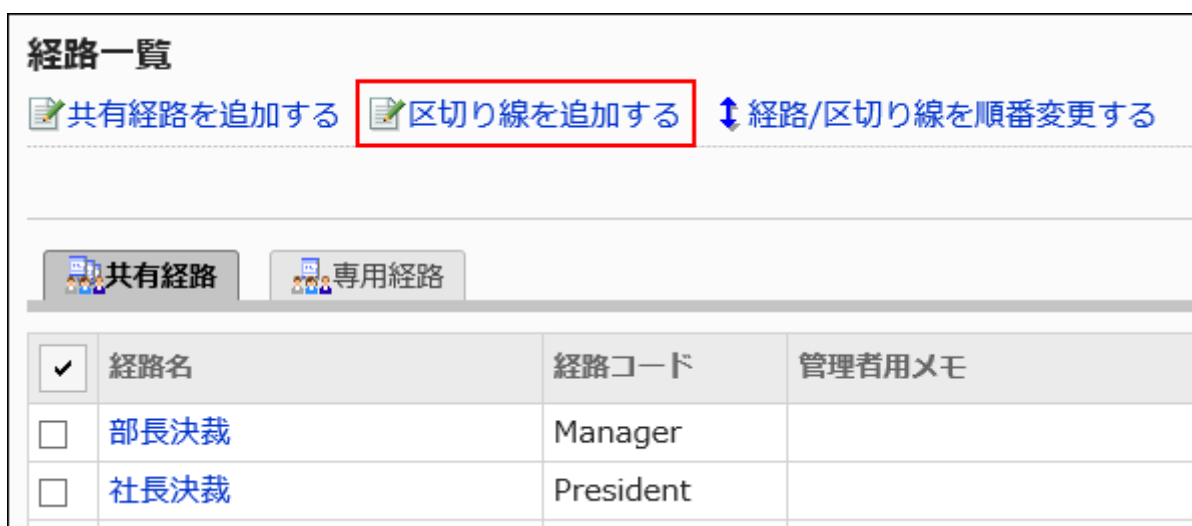 経路一覧
共有経路を追加する 区切り線を追加する 経路/区切り線を順番変更する
共有経路 専用経路
経路名 経路コード 管理者用メモ
部長決裁 Manager
社長決裁 President